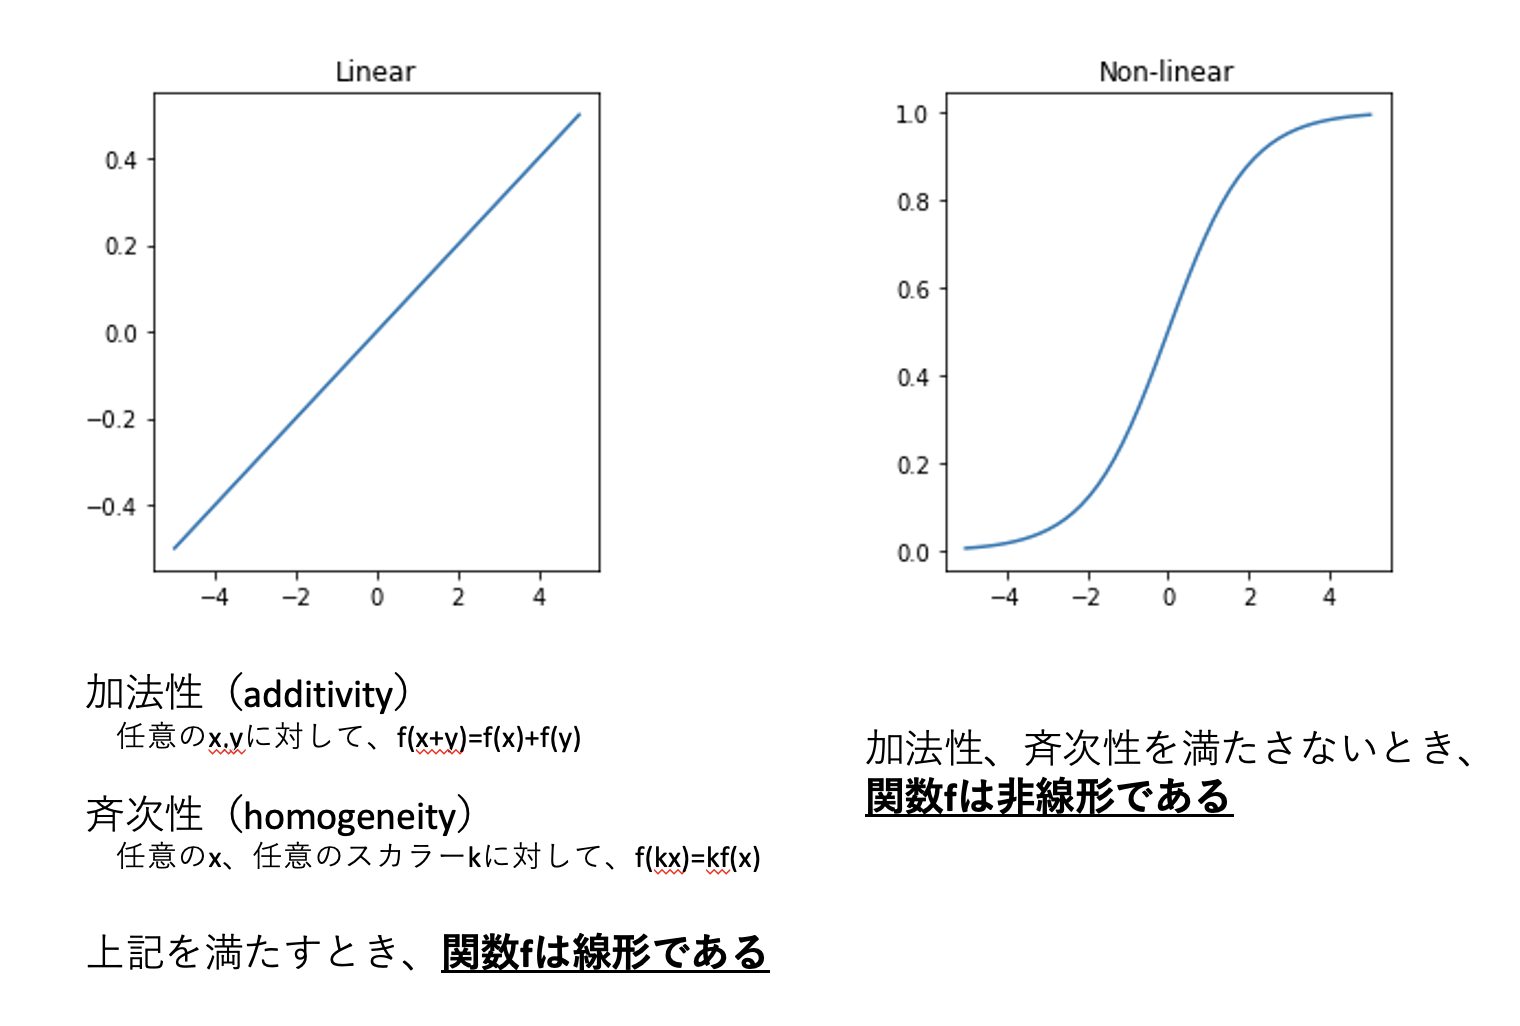 Linear
0.4
0.2
0.0
−0.2
−0.4
−4 −2 0 2 4
加法性（additivity）
任意のx,yに対して、f(x+y)=f(x)+f(y)
斉次性（homogeneity）
任意のx、任意のスカラーkに対して、f(kx)=kf(x)
上記を満たすとき、関数fは線形である
Non-linear
1.0
0.8
0.6
0.4
0.2
0.0
−4 −2 0 2 4
加法性、斉次性を満たさないとき、
関数fは非線形である